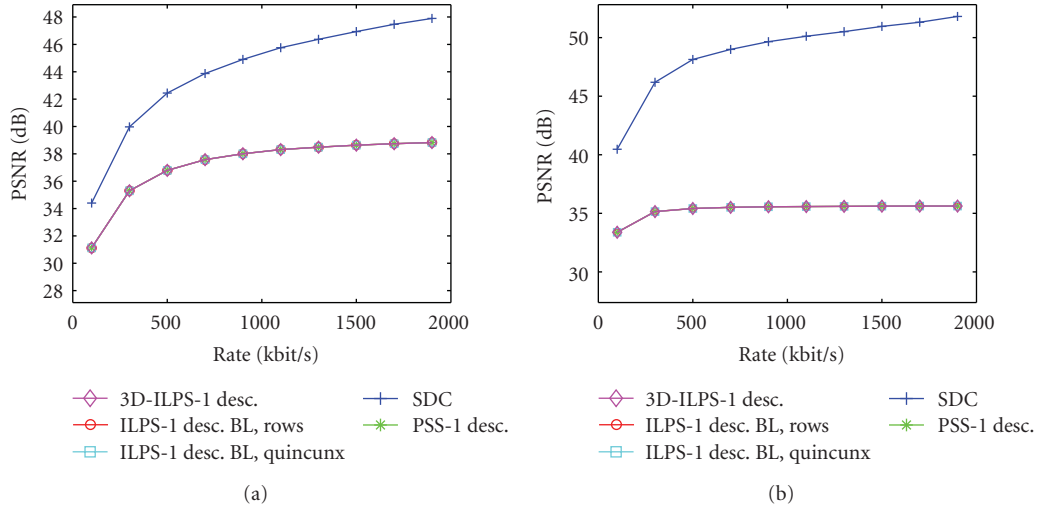 48
46
44
42
40
38
36
34
32
30
28
PSNR (dB)
0 500 1000 1500 2000
Rate (kbit/s)
3D-ILPS-1 desc.
ILPS-1 desc. BL, rows
ILPS-1 desc. BL, quincunx
SDC
PSS-1 desc.
(a)
50
45
40
35
30
PSNR (dB)
0 500 1000 1500 2000
Rate (kbit/s)
3D-ILPS-1 desc.
ILPS-1 desc. BL, rows
ILPS-1 desc. BL, quincunx
SDC
PSS-1 desc.
(b)